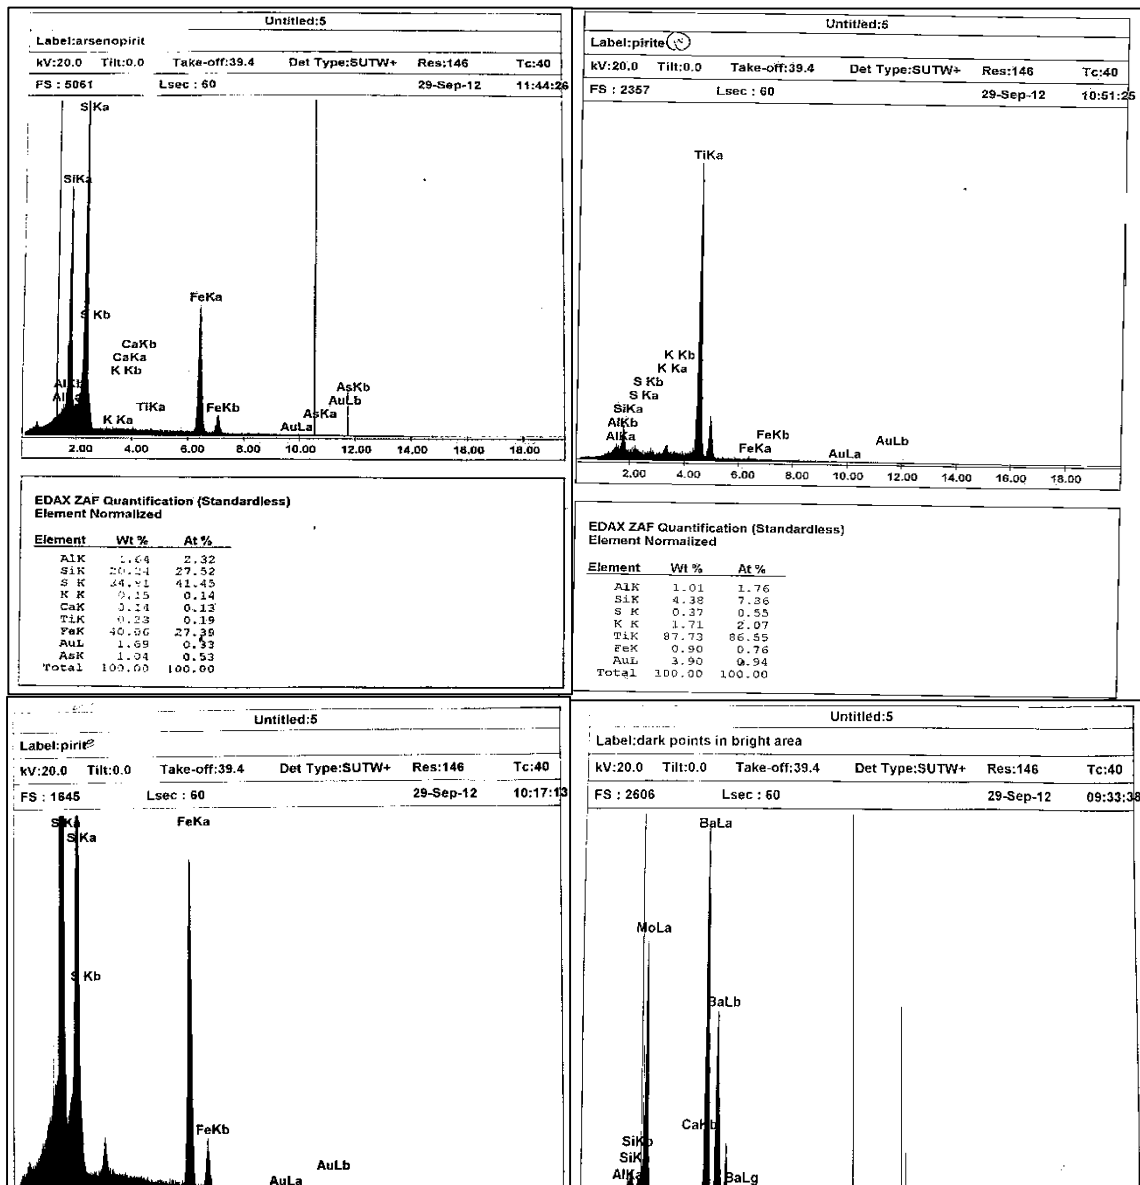 Untitled:5
Label:arsenopirit
kV:20.0 Tilt:0.0 Take-off:39.4 Det Type:SUTW+ Res:146 Tc:40
FS : 5061 Lsec : 60 29-Sep-12 11:44:26
S Ka
SiKa
FeKa
S Kb
CaKb
CaKa
K Kb
AlKb
K Ka TiKa FeKb AsKb
AuLb
AsKa
AuLa
2.00 4.00 6.00 8.00 10.00 12.00 14.00 16.00 18.00
EDAX ZAF Quantification (Standardless)
Element Normalized
Element Wt % At %
AlK 1.64 2.32
SiK 27.52
S K 41.45
K K 0.15 0.14
CaK 0.14 0.13
TiK 0.23 0.19
FeK 40.06 27.39
AuL 1.69 0.33
AsK 1.04 0.53
Total 100.00 100.00
Untitled:5
Label:pirite
kV:20.0 Tilt:0.0 Take-off:39.4 Det Type:SUTW+ Res:146 Tc:40
FS : 2357 Lsec : 60 29-Sep-12 10:51:25
TiKa
K Kb
K Ka
S Kb
S Ka
SiKa
AlKb
AlKa
FeKb
FeKa
AuLb
AuLa
2.00 4.00 6.00 8.00 10.00 12.00 14.00 16.00 18.00
EDAX ZAF Quantification (Standardless)
Element Normalized
Element Wt % At %
AlK 1.01 1.76
SiK 4.38 7.36
S K 0.37 0.55
K K 1.71 2.07
TiK 87.73 86.55
FeK 0.90 0.76
AuL 3.90 0.94
Total 100.00 100.00
Untitled:5
Label:pirite
kV:20.0 Tilt:0.0 Take-off:39.4 Det Type:SUTW+ Res:146 Tc:40
FS : 1645 Lsec : 60 29-Sep-12 10:17:13
S Ka
FeKa
S Kb
FeKb
AuLb
AuLa
Untitled:5
Label:dark points in bright area
kV:20.0 Tilt:0.0 Take-off:39.4 Det Type:SUTW+ Res:146 Tc:40
FS : 2606 Lsec : 60 29-Sep-12 09:33:38
BaLa
MoLa
BaLb
CaKb
SiKb
SiK
AlKa
BaLg